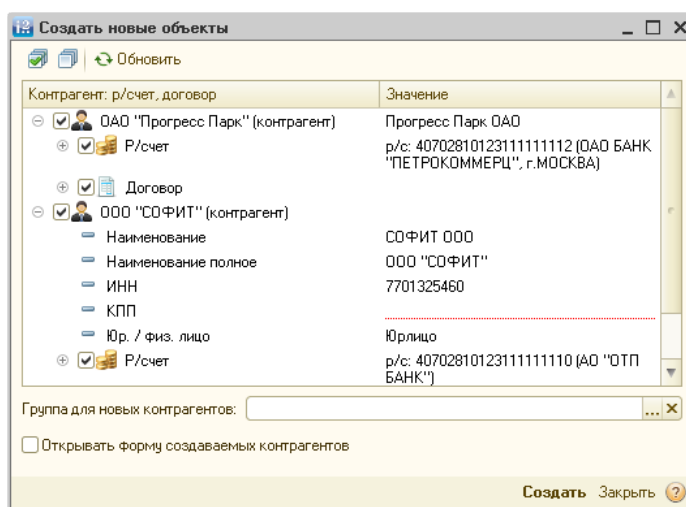 Создать новые объекты
Обновить
Контрагент: р/счет, договор Значение
ОАО "Прогресс Парк" (контрагент) Прогресс Парк ОАО
Р/счет р/с: 40702810123111111112 (ОАО БАНК
"ПЕТРОКОММЕРЦ", г.МОСКВА)
Договор
ООО "СОФИТ" (контрагент)
Наименование СОФИТ ООО
Наименование полное ООО "СОФИТ"
ИНН 7701325460
КПП
Юр. / физ. лицо Юрлицо
Р/счет р/с: 40702810123111111110 (АО "ОТП
БАНК")
Группа для новых контрагентов: ...
Открывать форму создаваемых контрагентов
Создать Закрыть ?